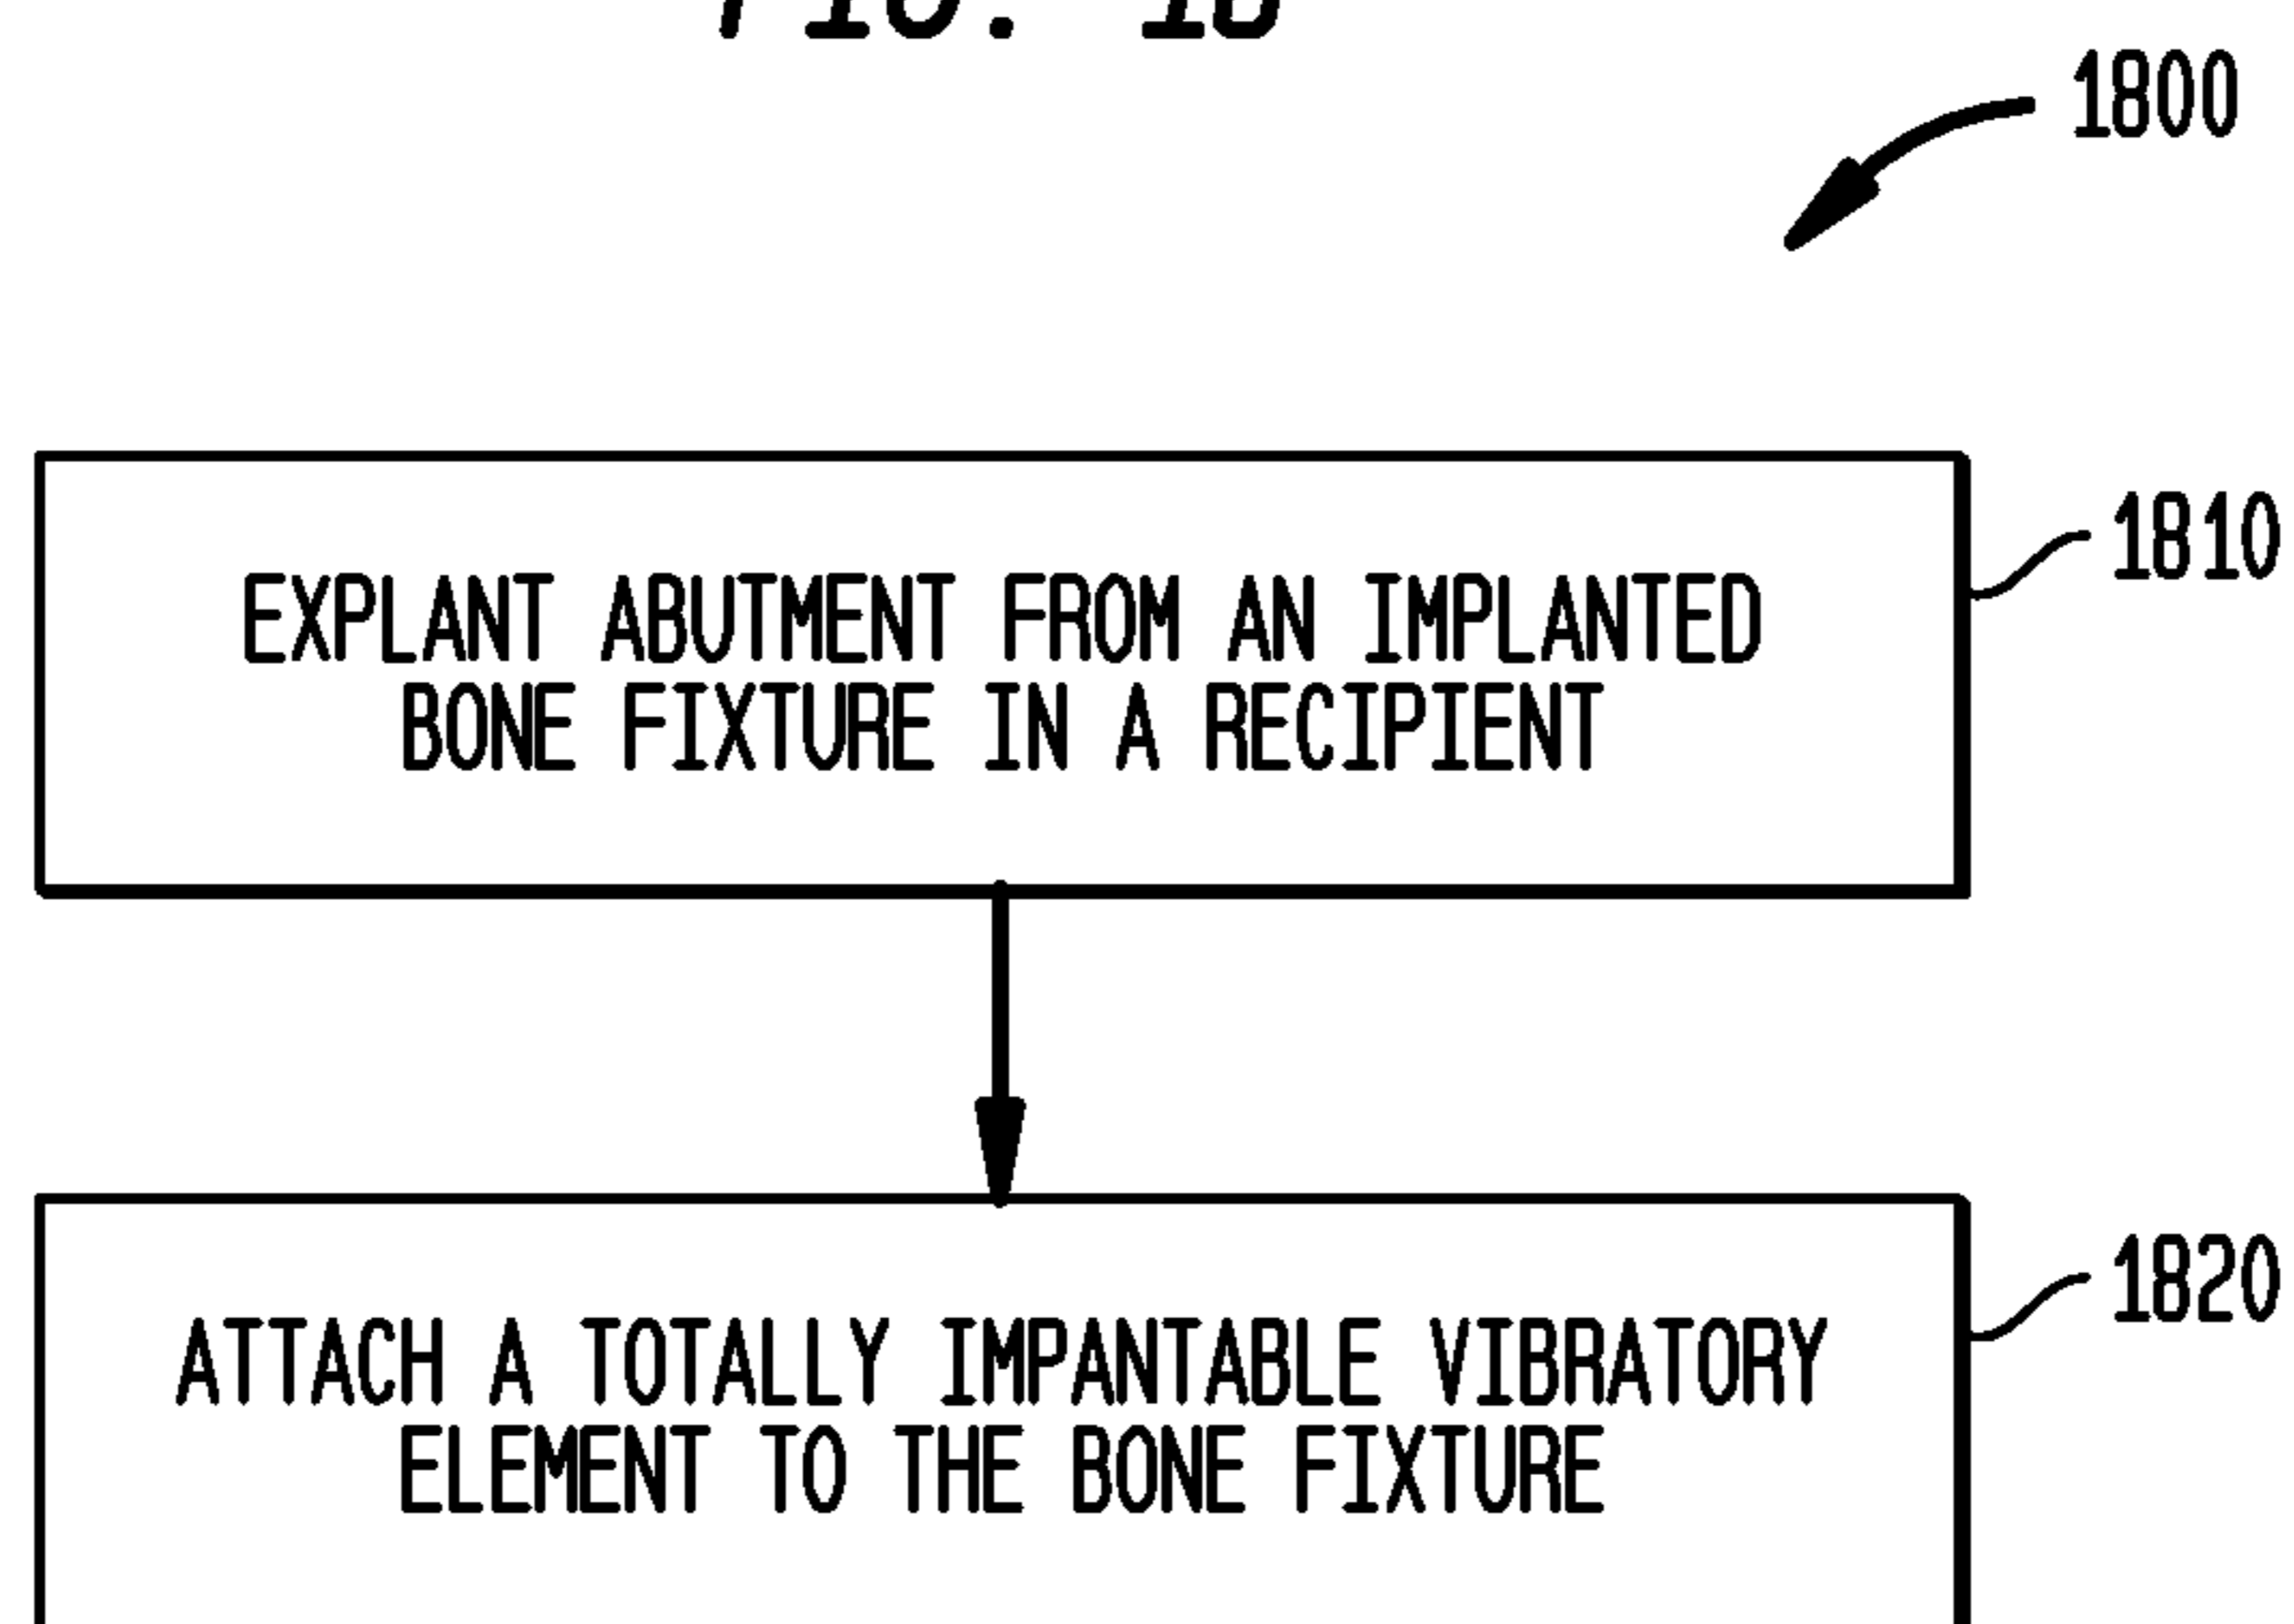 1800
1810
EXPLANT ABUTMENT FROM AN IMPLANTED
BONE FIXTURE IN A RECIPIENT
1820
ATTACH A TOTALLY IMPANTABLE VIBRATORY
ELEMENT TO THE BONE FIXTURE